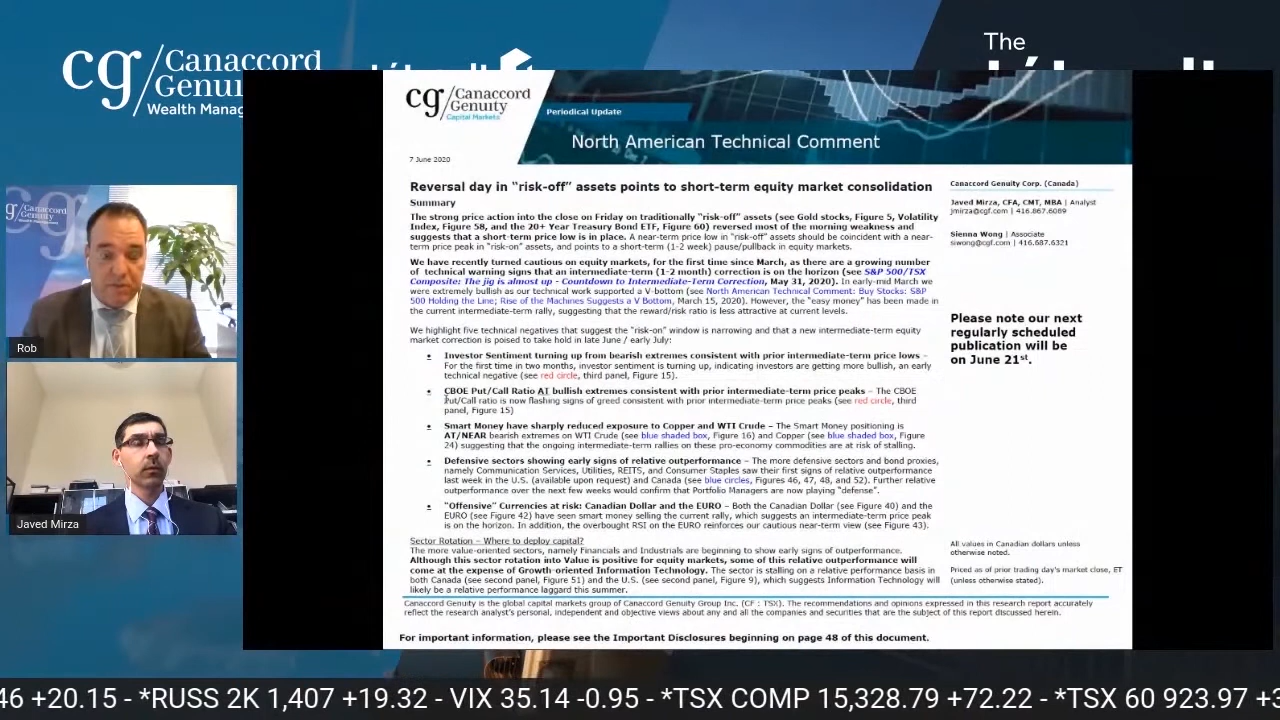 cg/Canaccord
Genuity
Wealth
The
cg/Canaccord
Genuity
Capital Markets
Periodical Update
North American Technical Comment
7 June 2020
Reversal day in “risk-off” assets points to short-term equity market consolidation
Summary
The strong price action into the close on Friday on traditionally “risk-off” assets (see Gold stocks, Figure 5, Volatility
Index, Figure 58, and the 20+ Year Treasury Bond ETF, Figure 60) reversed most of the morning weakness and
suggests that a short-term price low is in place. A near-term price low in “risk-off” assets should be coincident with a near-
term price peak in “risk-on” assets, and points to a short-term (1-2 week) pause/pullback in equity markets.
We have recently turned cautious on equity markets, for the first time since March, as there are a growing number
of technical warning signs that an intermediate-term (1-2 month) correction is on the horizon (see S&P 500/TSX
Composite: The jig is almost up - Countdown to Intermediate-Term Correction, May 31, 2020). In early-mid March we
were extremely bullish as our technical work supported a V-bottom (see North American Technical Comment: Buy Stocks: S&P
500 Holding the Line; Rise of the Machines Suggests a V Bottom, March 15, 2020). However, the “easy money” has been made in
the current intermediate-term rally, suggesting that the reward/risk ratio is less attractive at current levels.
We highlight five technical negatives that suggest the “risk-on” window is narrowing and that a new intermediate-term equity
market correction is poised to take hold in late June / early July:
• Investor Sentiment turning up from bearish extremes consistent with prior intermediate-term price lows –
For the first time in two months, investor sentiment is turning up, indicating investors are getting more bullish, an early
technical negative (see red circle, third panel, Figure 15).
• CBOE Put/Call Ratio AT bullish extremes consistent with prior intermediate-term price peaks – The CBOE
Put/Call ratio is now flashing signs of greed consistent with prior intermediate-term price peaks (see red circle, third
panel, Figure 15)
• Smart Money have sharply reduced exposure to Copper and WTI Crude – The Smart Money positioning is
AT/NEAR bearish extremes on WTI Crude (see blue shaded box, Figure 16) and Copper (see blue shaded box, Figure
24) suggesting that the ongoing intermediate-term rallies on these pro-economy commodities are at risk of stalling.
• Defensive sectors showing early signs of relative outperformance – The more defensive sectors and bond proxies,
namely Communication Services, Utilities, REITS, and Consumer Staples saw their first signs of relative outperformance
last week in the U.S. (available upon request) and Canada (see blue circles, Figures 46, 47, 48, and 52). Further relative
outperformance over the next few weeks would confirm that Portfolio Managers are now playing “defense”.
• “Offensive” Currencies at risk: Canadian Dollar and the EURO – Both the Canadian Dollar (see Figure 40) and the
EURO (see Figure 42) have seen smart money selling the current rally, which suggests an intermediate-term price peak
is on the horizon. In addition, the overbought RSI on the EURO reinforces our cautious near-term view (see Figure 43).
Sector Rotation – Where to deploy capital?
The more value-oriented sectors, namely Financials and Industrials are beginning to show early signs of outperformance.
Although this sector rotation into Value is positive for equity markets, some of this relative outperformance will
come at the expense of Growth-oriented Information Technology. The sector is stalling on a relative performance basis in
both Canada (see second panel, Figure 51) and the U.S. (see second panel, Figure 9), which suggests Information Technology will
likely be a relative performance laggard this summer.
Canaccord Genuity Corp. (Canada)
Javed Mirza, CFA, CMT, MBA | Analyst
jmirza@cgf.com | 416.867.6089
Sienna Wong | Associate
siwong@cgf.com | 416.687.6321
Please note our next
regularly scheduled
publication will be
on June 21st.
All values in Canadian dollars unless
otherwise noted.
Priced as of prior trading day's market close, ET
(unless otherwise stated).
Canaccord Genuity is the global capital markets group of Canaccord Genuity Group Inc. (CF : TSX). The recommendations and opinions expressed in this research report accurately
reflect the research analyst's personal, independent and objective views about any and all the companies and securities that are the subject of this report discussed herein.
For important information, please see the Important Disclosures beginning on page 48 of this document.
cg/
Rob
Javed Mirza
46 +20.15 - *RUSS 2K 1,407 +19.32 - VIX 35.14 -0.95 - *TSX COMP 15,328.79 +72.22 - *TSX 60 923.97